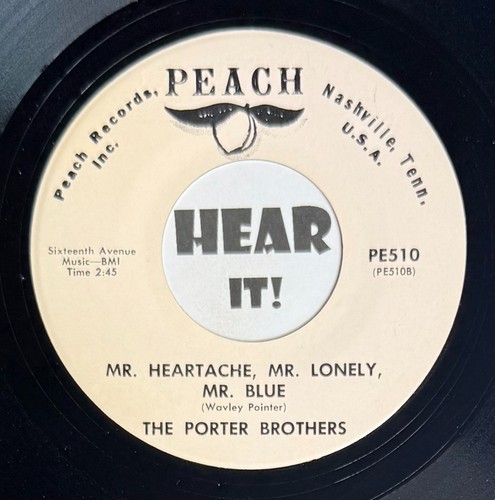 PEACH
Peach Records, Inc.
Nashville, Tenn. U.S.A.
HEAR
IT!
Sixteenth Avenue
Music—BMI
Time 2:45
PE510
(PE510B)
MR. HEARTACHE, MR. LONELY,
MR. BLUE
(Wavley Painter)
THE PORTER BROTHERS